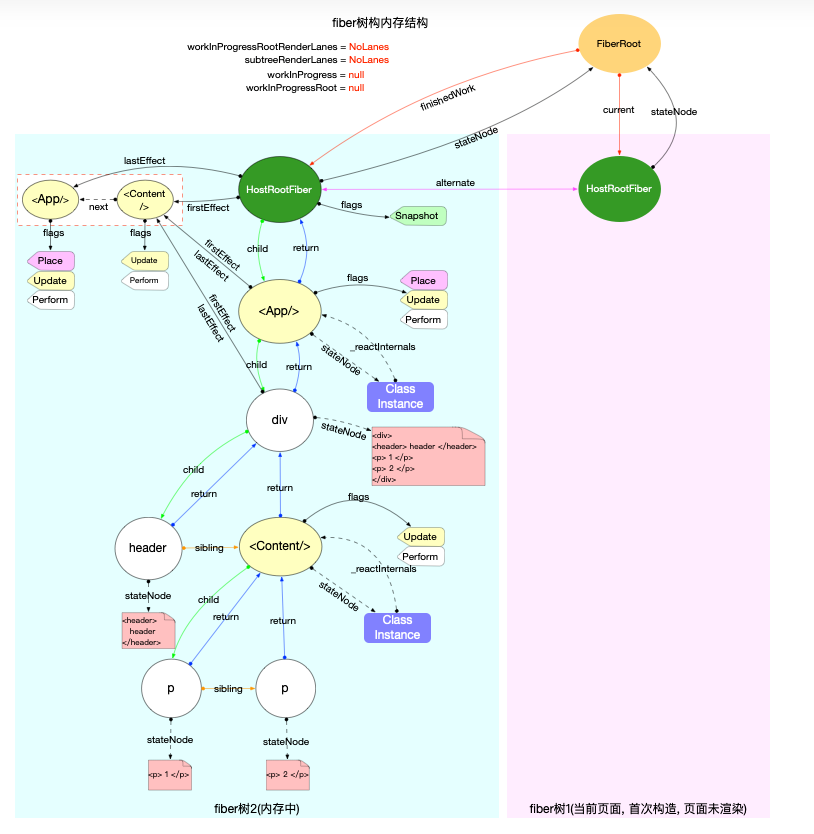 fiber树构内存结构
workInProgressRootRenderLanes = NoLanes
subtreeRenderLanes = NoLanes
workInProgress = null
workInProgressRoot = null
FiberRoot
finishedWork
current
stateNode
stateNode
lastEffect
HostRootFiber
alternate
HostRootFiber
<App/>
next
<Content
/>
firstEffect
flags
Snapshot
flags
flags
Place
Update
Perform
Update
Perform
child
return
firstEffect
lastEffect
<App/>
flags
Place
Update
Perform
firstEffect
lastEffect
_reactInternals
stateNode
child
return
Class
Instance
div
stateNode
<div>
<header> header </header>
<p> 1 </p>
<p> 2 </p>
</div>
child
return
return
flags
header
sibling
<Content/>
Update
Perform
_reactInternals
stateNode
stateNode
child
return
return
<header>
header
</header>
Class
Instance
p
sibling
p
stateNode
stateNode
<p> 1 </p>
<p> 2 </p>
fiber树2(内存中)
fiber树1(当前页面, 首次构造, 页面未渲染)